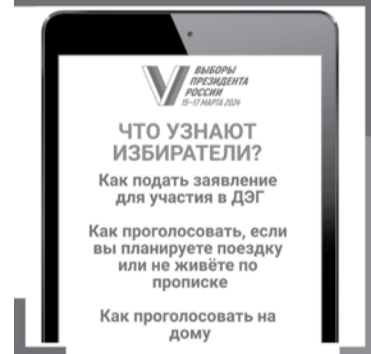 ВЫБОРЫ
ПРЕЗИДЕНТА
РОССИИ
15–17 МАРТА 2024
ЧТО УЗНАЮТ
ИЗБИРАТЕЛИ?
Как подать заявление
для участия в ДЭГ
Как проголосовать, если
вы планируете поездку
или не живёте по
прописке
Как проголосовать на
дому